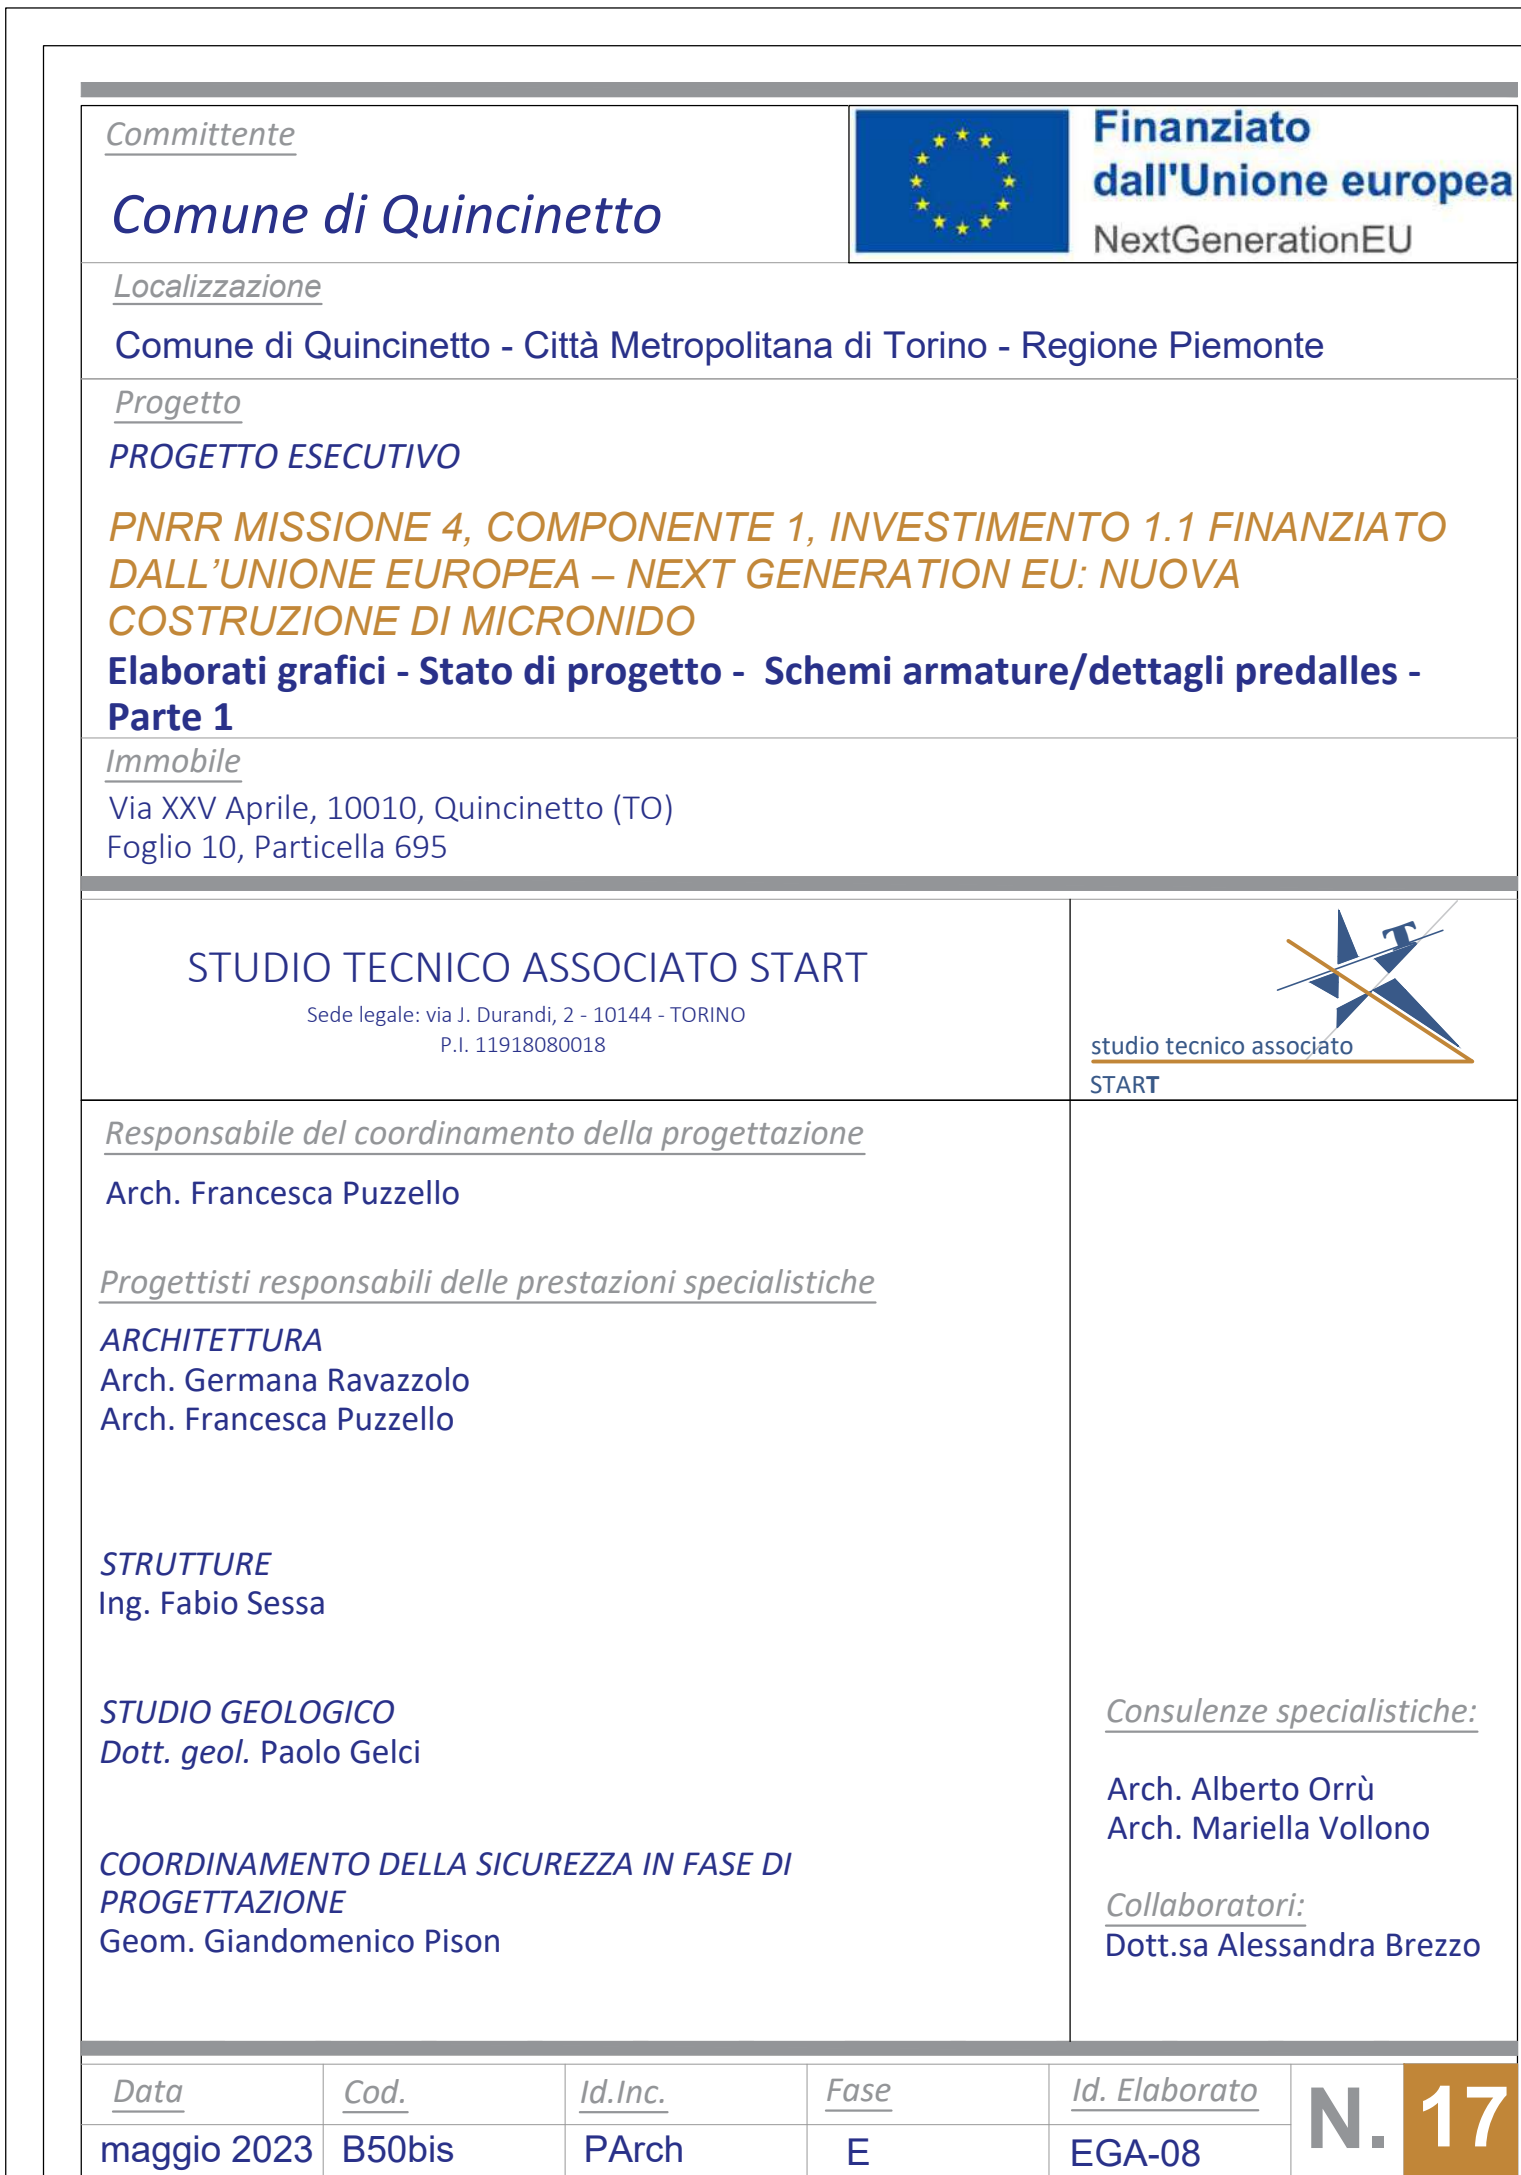 Committente
Comune di Quincinetto
Finanziato
dall'Unione europea
NextGenerationEU
Localizzazione
Comune di Quincinetto - Città Metropolitana di Torino - Regione Piemonte
Progetto
PROGETTO ESECUTIVO
PNRR MISSIONE 4, COMPONENTE 1, INVESTIMENTO 1.1 FINANZIATO
DALL’UNIONE EUROPEA – NEXT GENERATION EU: NUOVA
COSTRUZIONE DI MICRONIDO
Elaborati grafici - Stato di progetto - Schemi armature/dettagli predalles -
Parte 1
Immobile
Via XXV Aprile, 10010, Quincinetto (TO)
Foglio 10, Particella 695
STUDIO TECNICO ASSOCIATO START
Sede legale: via J. Durandi, 2 - 10144 - TORINO
P.I. 11918080018
T
studio tecnico associato
START
Responsabile del coordinamento della progettazione
Arch. Francesca Puzzello
Progettisti responsabili delle prestazioni specialistiche
ARCHITETTURA
Arch. Germana Ravazzolo
Arch. Francesca Puzzello
STRUTTURE
Ing. Fabio Sessa
STUDIO GEOLOGICO
Dott. geol. Paolo Gelci
COORDINAMENTO DELLA SICUREZZA IN FASE DI
PROGETTAZIONE
Geom. Giandomenico Pison
Consulenze specialistiche:
Arch. Alberto Orrù
Arch. Mariella Vollono
Collaboratori:
Dott.sa Alessandra Brezzo
Data Cod. Id.Inc. Fase Id. Elaborato N. 17
maggio 2023 B50bis PArch E EGA-08